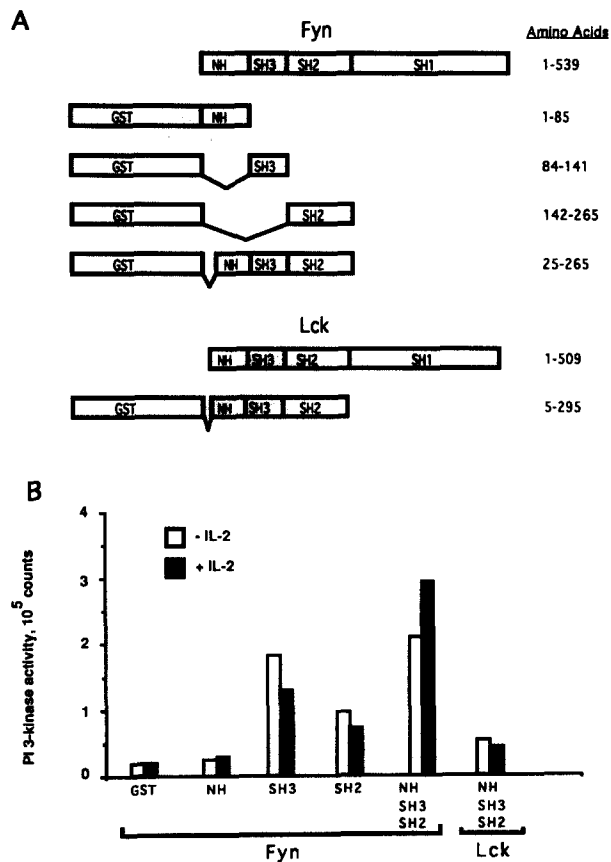 A
Fyn
Amino Acids
NH SH3 SH2 SH1
1-539
GST NH
1-85
GST SH3
84-141
GST SH2
142-265
GST NH SH3 SH2
25-265
Lck
NH SH3 SH2 SH1
1-509
GST NH SH3 SH2
5-295
B
PI 3-kinase activity, 10^5 counts
4
3
2
1
0
- IL-2
+ IL-2
GST NH SH3 SH2 NH NH
SH3 SH3
SH2 SH2
Fyn Lck